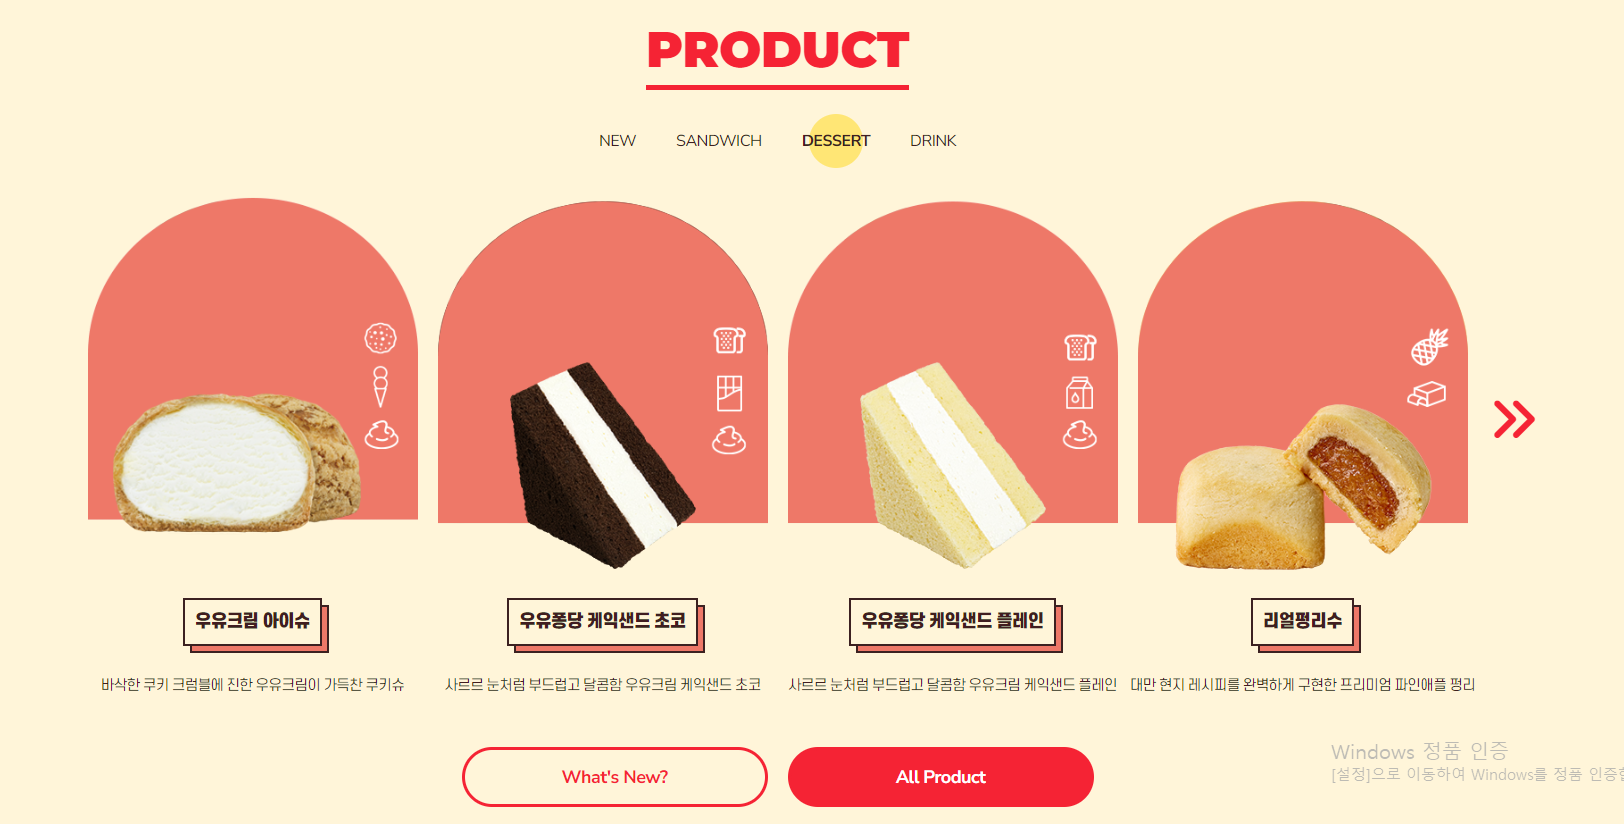 PRODUCT
NEW SANDWICH DESSERT DRINK
우유크림 아이슈
우유퐁당 케익샌드 초코
우유퐁당 케익샌드 플레인
리얼펑리수
바삭한 쿠키 크럼블에 진한 우유크림이 가득찬 쿠키슈
사르르 눈처럼 부드럽고 달콤함 우유크림 케익샌드 초코
사르르 눈처럼 부드럽고 달콤함 우유크림 케익샌드 플레인
대만 현지 레시피를 완벽하게 구현한 프리미엄 파인애플 펑리
What's New?
All Product
Windows 정품 인증
[설정]으로 이동하여 Windows를 정품 인증합